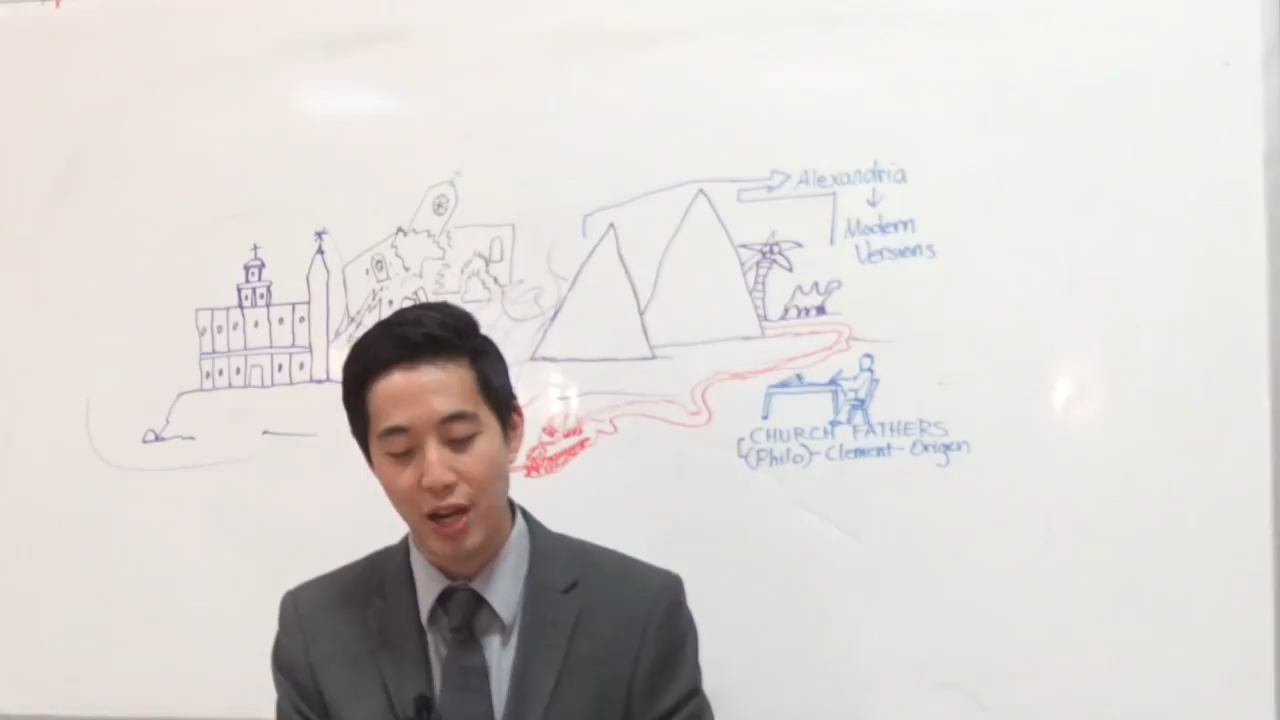 Alexandria
Modern
Versions
CHURCH FATHERS
(Philo)-Clement-Origen